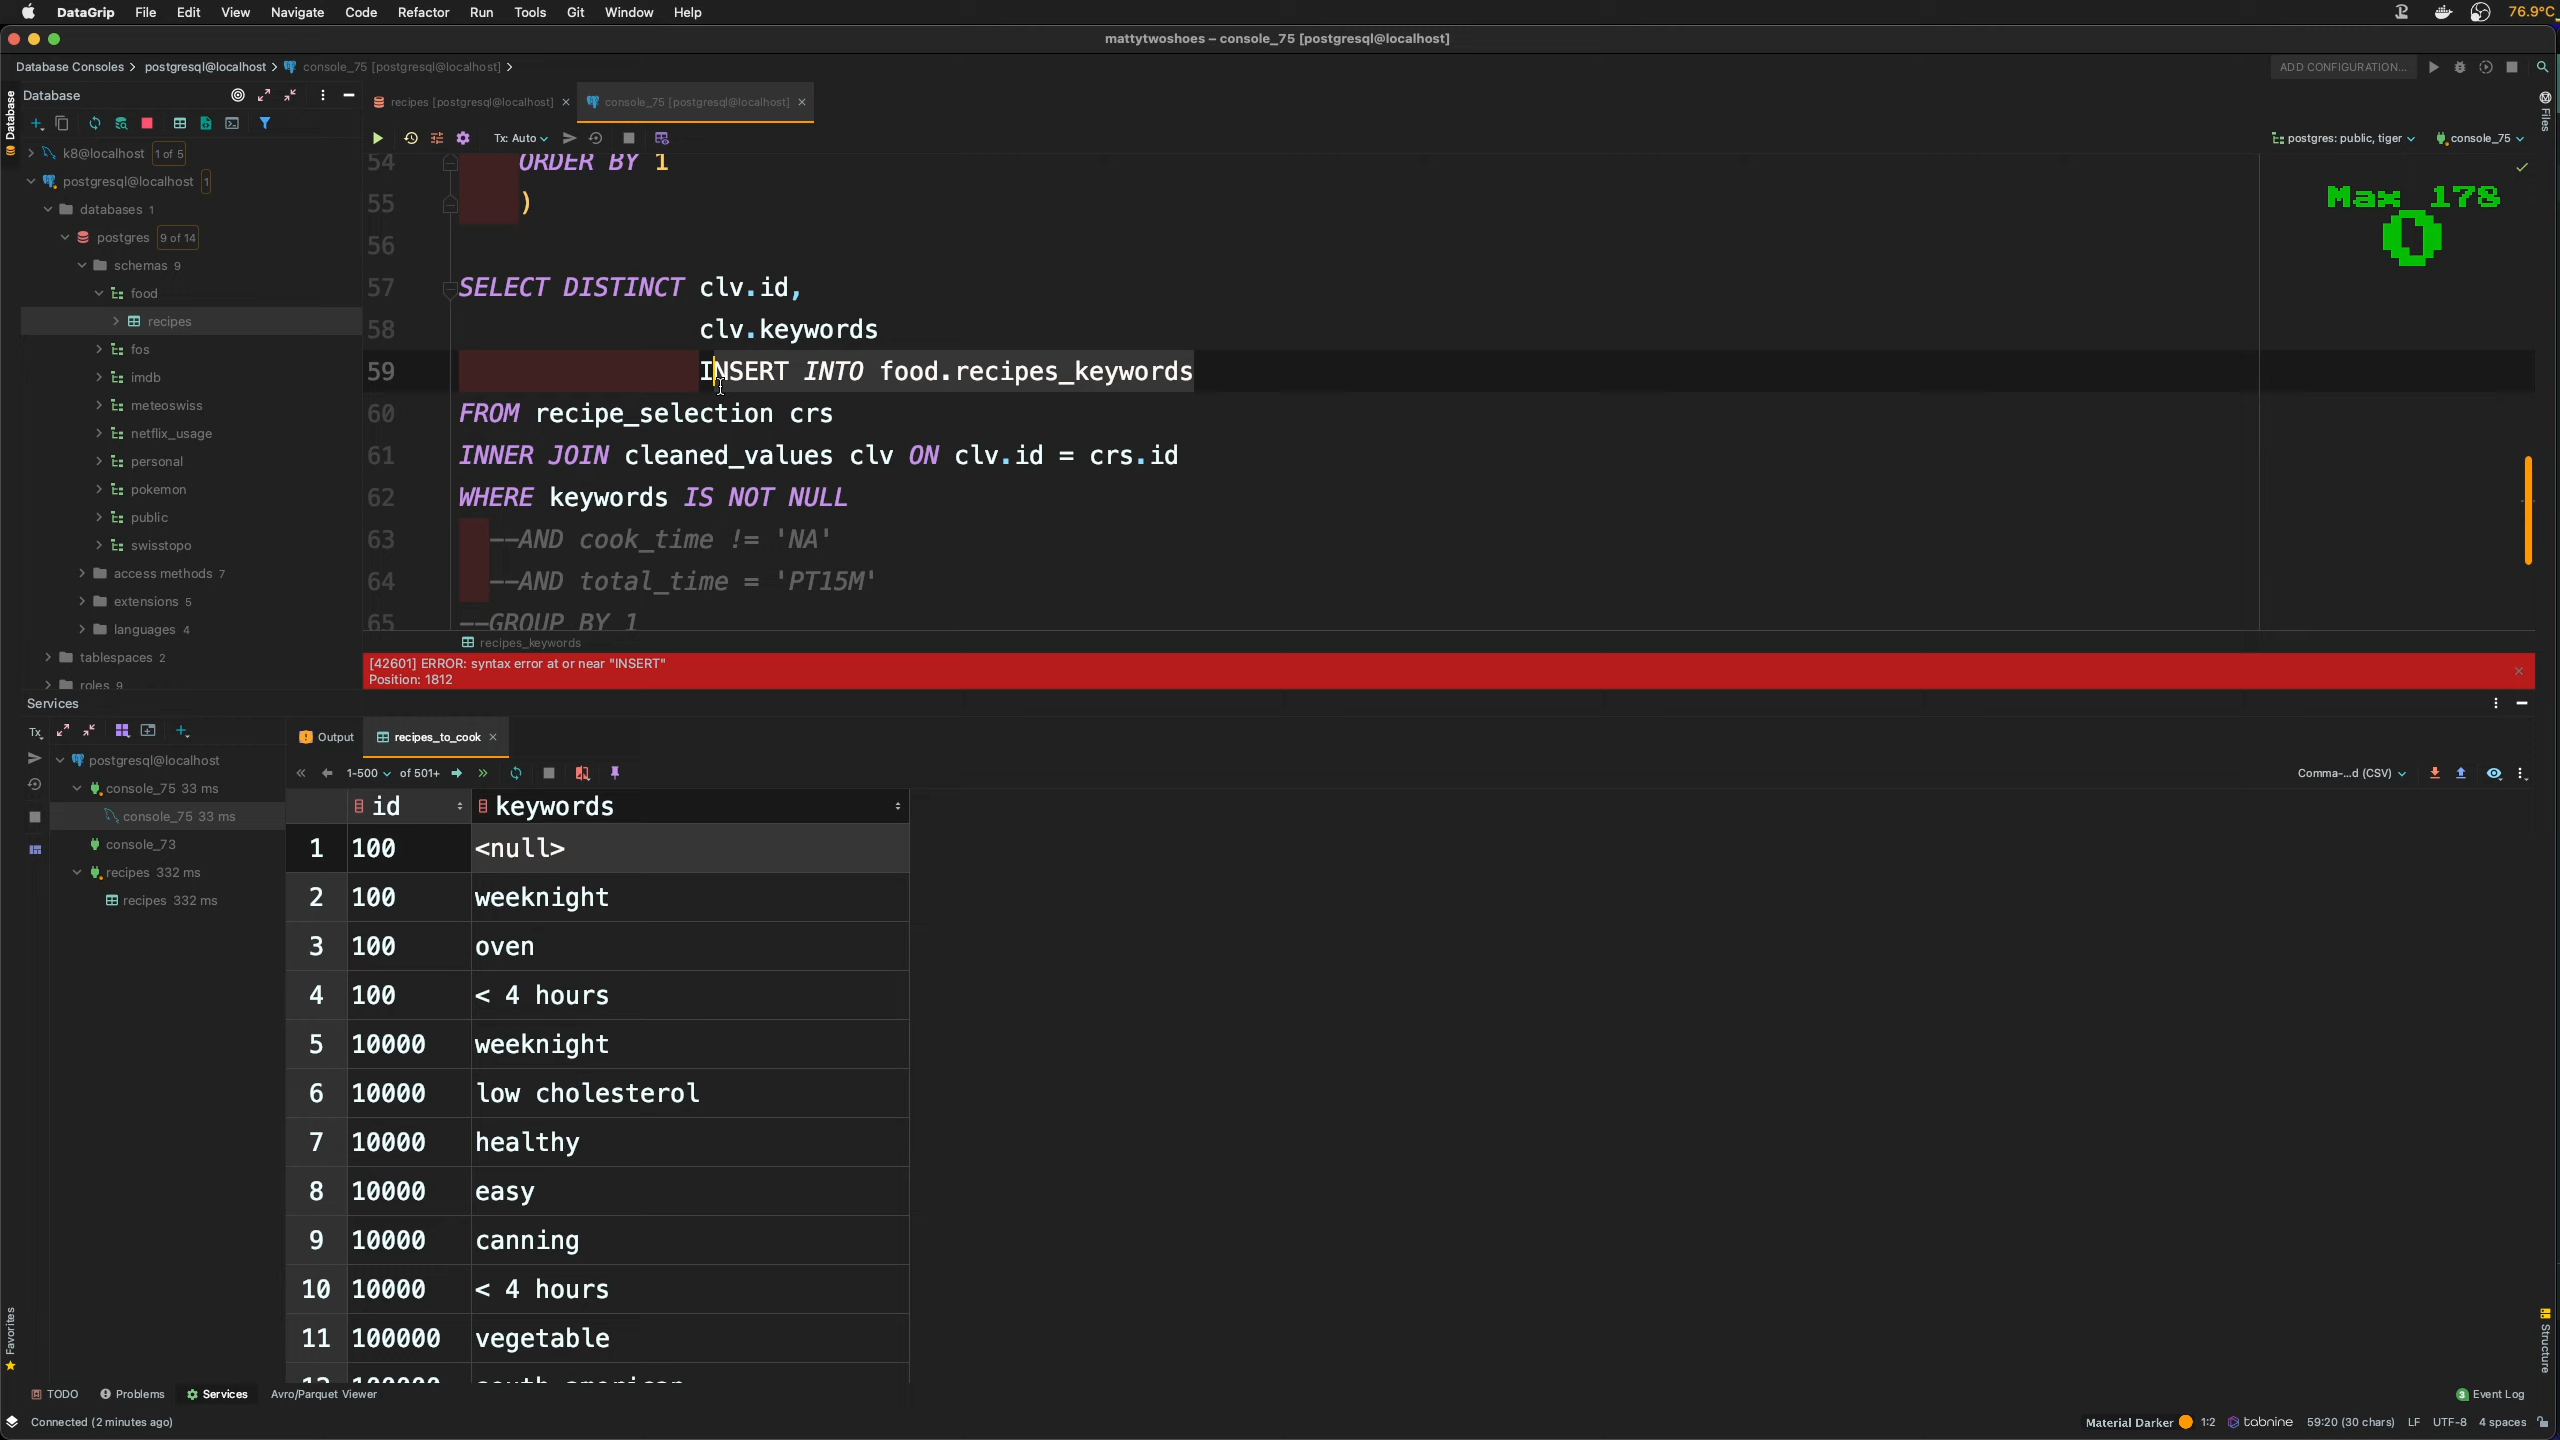 DataGrip File Edit View Navigate Code Refactor Run Tools Git Window Help 76.9°C
mattytwoshoes – console_75 [postgresql@localhost]
Database Consoles postgresql@localhost console_75 [postgresql@localhost] ADD CONFIGURATION...
Database
recipes [postgresql@localhost] console_75 [postgresql@localhost]
Tx: Auto postgres: public, tiger console_75
k8@localhost 1 of 5
postgresql@localhost 1
databases 1
postgres 9 of 14
schemas 9
food
recipes
fos
imdb
meteoswiss
netflix_usage
personal
pokemon
public
swisstopo
access methods 7
extensions 5
languages 4
tablespaces 2
roles 9
Database
Files
Max 178
0
54 ORDER BY 1
55 )
56
57 SELECT DISTINCT clv.id,
58 clv.keywords
59 INSERT INTO food.recipes_keywords
60 FROM recipe_selection crs
61 INNER JOIN cleaned_values clv ON clv.id = crs.id
62 WHERE keywords IS NOT NULL
63 --AND cook_time != 'NA'
64 --AND total_time = 'PT15M'
65 --GROUP BY 1
recipes_keywords
[42601] ERROR: syntax error at or near "INSERT"
Position: 1812
Services
Tx
postgresql@localhost
console_75 33 ms
console_75 33 ms
console_73
recipes 332 ms
recipes 332 ms
Output recipes_to_cook
1-500 of 501+ Comma-...d (CSV)
id keywords
1 100 <null>
2 100 weeknight
3 100 oven
4 100 < 4 hours
5 10000 weeknight
6 10000 low cholesterol
7 10000 healthy
8 10000 easy
9 10000 canning
10 10000 < 4 hours
11 100000 vegetable
Favorites
Structure
TODO Problems Services Avro/Parquet Viewer 3 Event Log
Connected (2 minutes ago) Material Darker 1:2 tabnine 59:20 (30 chars) LF UTF-8 4 spaces